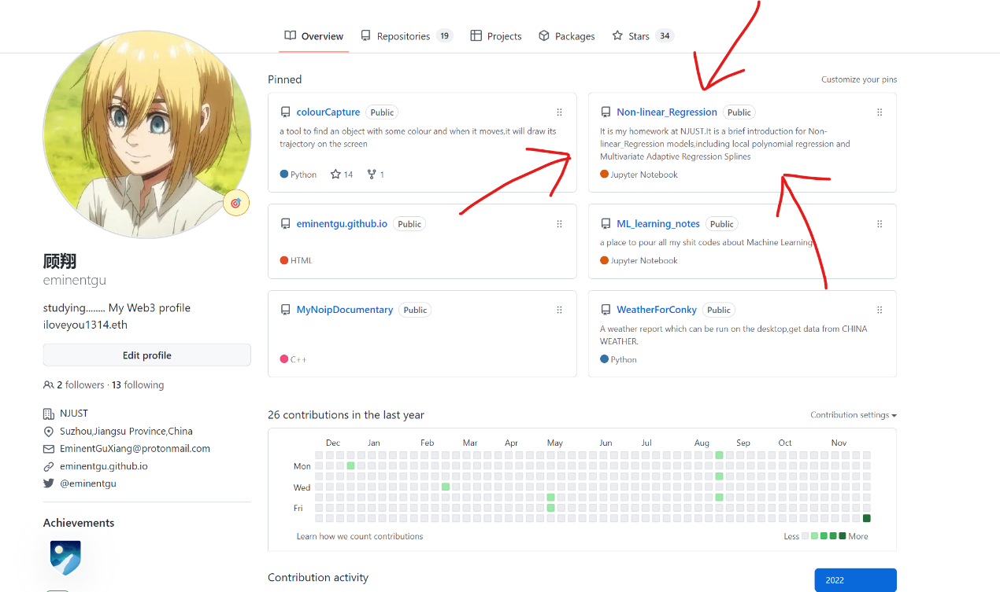 Overview
Repositories 19
Projects
Packages
Stars 34
顾翔
eminentgu
studying........ My Web3 profile
iloveyou1314.eth
Edit profile
2 followers · 13 following
NJUST
Suzhou,Jiangsu Province,China
EminentGuXiang@protonmail.com
eminentgu.github.io
@eminentgu
Achievements
Pinned
Customize your pins
colourCapture Public
a tool to find an object with some colour and when it moves,it will draw its
trajectory on the screen
Python 14 1
Non-linear_Regression Public
It is my homework at NJUST.It is a brief introduction for Non-
linear_Regression models,including local polynomial regression and
Multivariate Adaptive Regression Splines
Jupyter Notebook
eminentgu.github.io Public
HTML
ML_learning_notes Public
a place to pour all my shit codes about Machine Learning
Jupyter Notebook
MyNoipDocumentary Public
C++
WeatherForConky Public
A weather report which can be run on the desktop,get data from CHINA
WEATHER.
Python
26 contributions in the last year
Contribution settings
Dec Jan Feb Mar Apr May Jun Jul Aug Sep Oct Nov
Mon
Wed
Fri
Learn how we count contributions
Less More
Contribution activity
2022